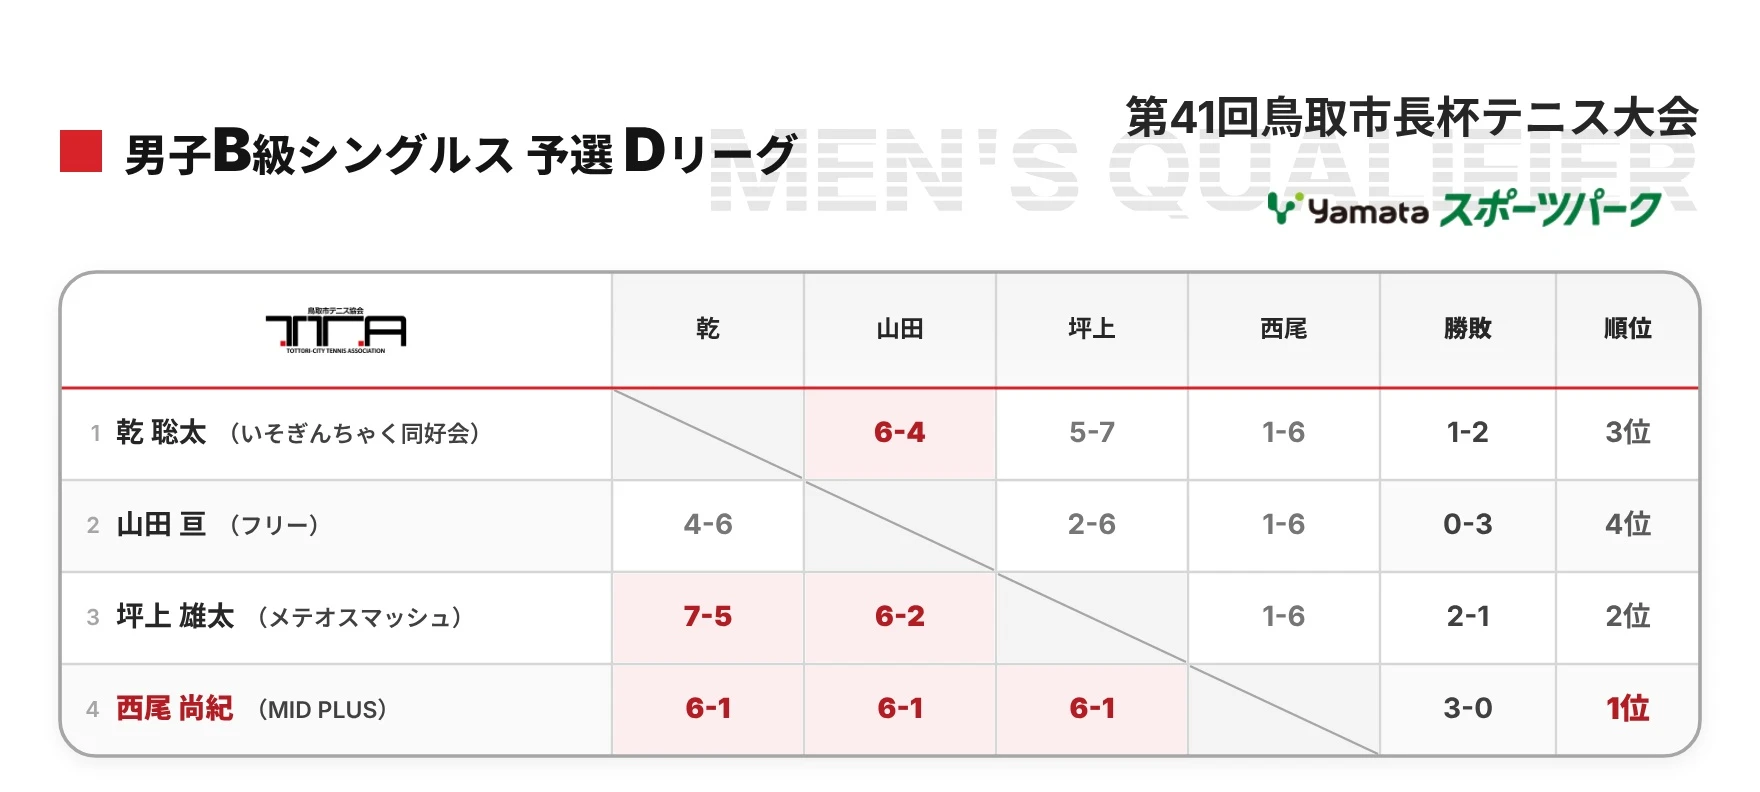 第41回鳥取市長杯テニス大会
男子B級シングルス 予選 Dリーグ
MEN'S QUALIFIER
Yamata スポーツパーク
鳥取市テニス協会
TTA
TOTTORI-CITY TENNIS ASSOCIATION
乾 山田 坪上 西尾 勝敗 順位
1 乾 聡太 （いそぎんちゃく同好会） 6-4 5-7 1-6 1-2 3位
2 山田 亘 （フリー） 4-6 2-6 1-6 0-3 4位
3 坪上 雄太 （メテオスマッシュ） 7-5 6-2 1-6 2-1 2位
4 西尾 尚紀 （MID PLUS） 6-1 6-1 6-1 3-0 1位